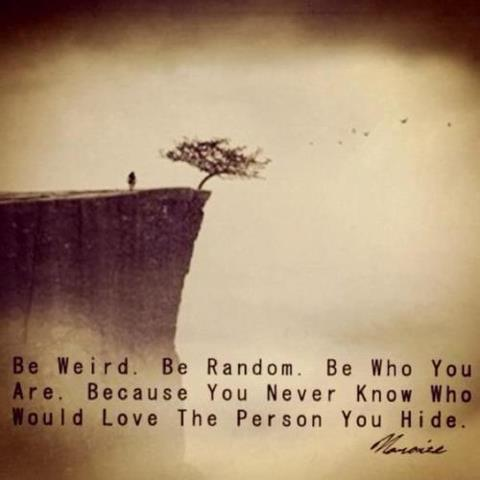 Be Weird. Be Random. Be Who You
Are. Because You Never Know Who
Would Love The Person You Hide.